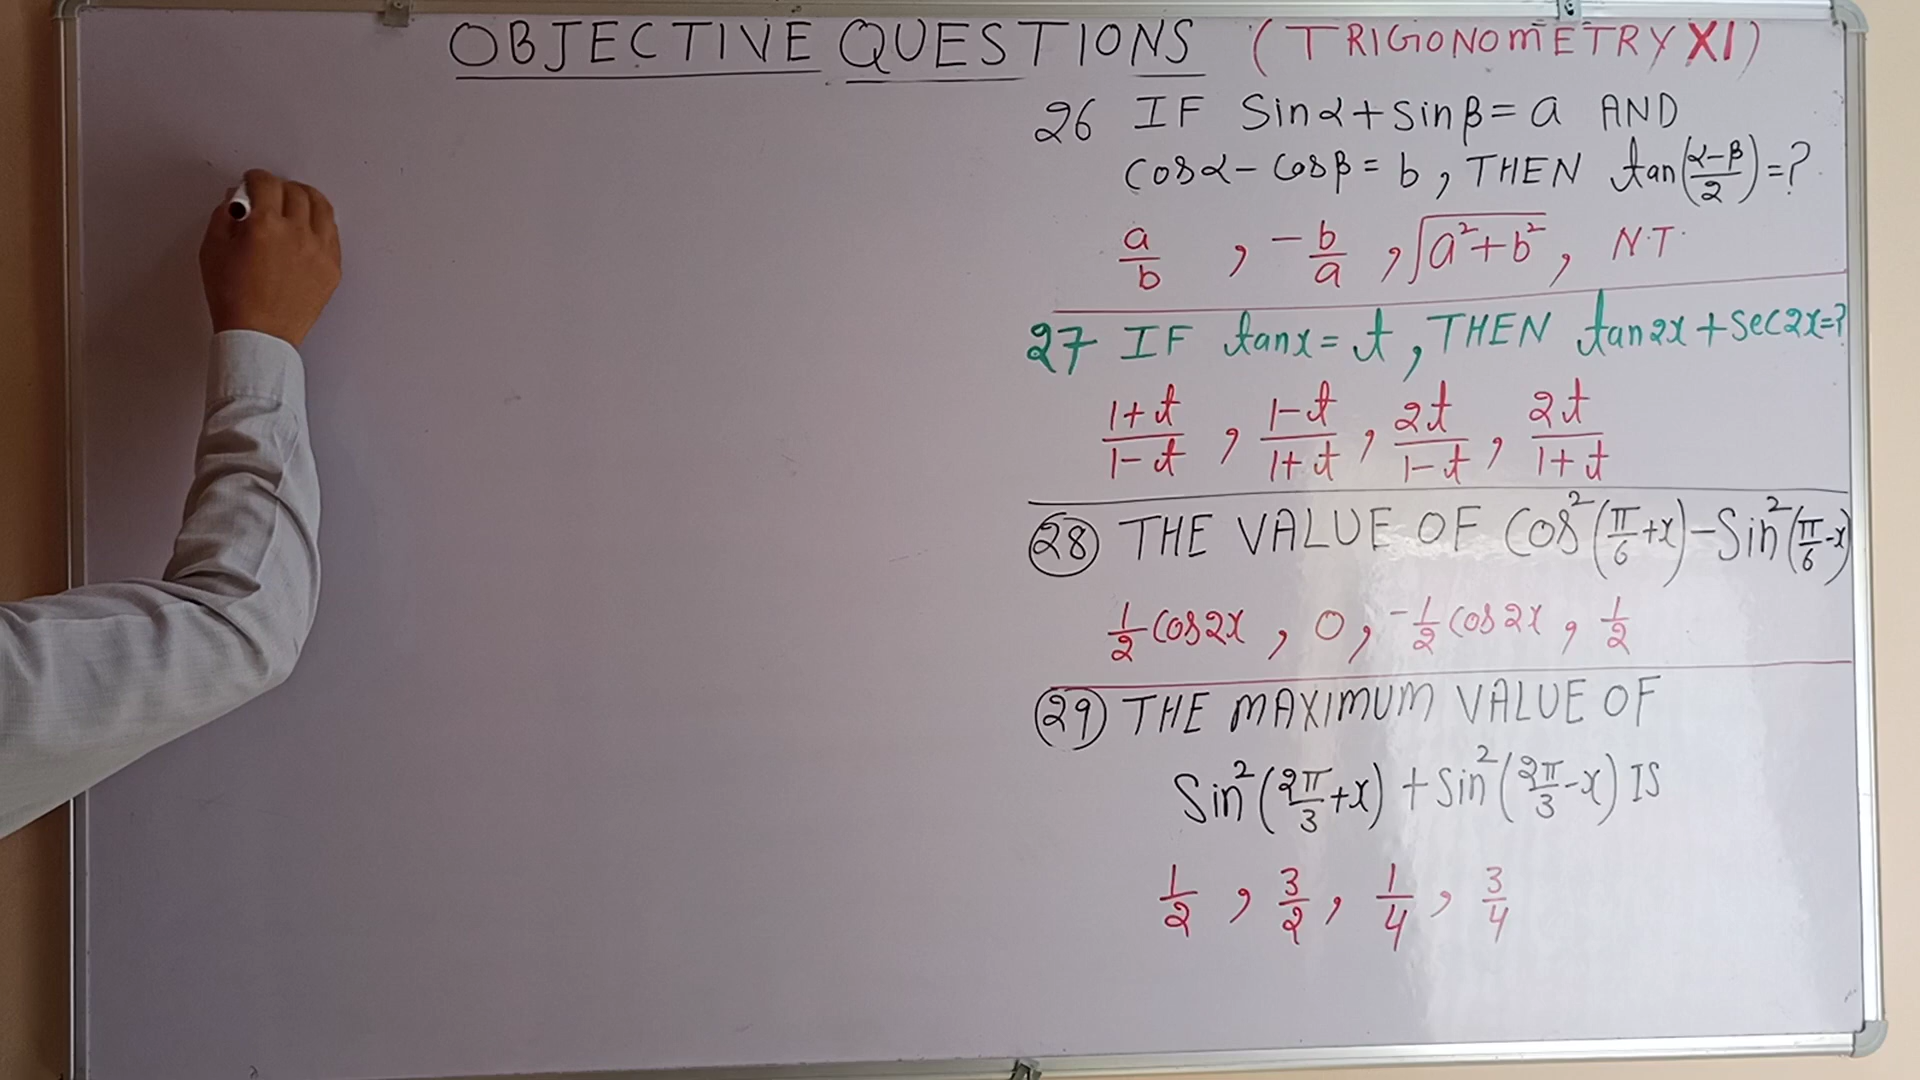 OBJECTIVE QUESTIONS (TRIGONOMETRY XI)
26 IF Sinα + Sinβ = a AND
Cosα - Cosβ = b, THEN tan((α-β)/2) = ?
a/b, -b/a, √(a²+b²), N.T.
27 IF tanx = t, THEN tan2x + Sec2x = ?
(1+t)/(1-t), (1-t)/(1+t), 2t/(1-t), 2t/(1+t)
(28) THE VALUE OF Cos²(π/6+x) - Sin²(π/6-x)
1/2 Cos2x, 0, -1/2 Cos2x, 1/2
(29) THE MAXIMUM VALUE OF
Sin²(2π/3+x) + Sin²(2π/3-x) IS
1/2, 3/2, 1/4, 3/4